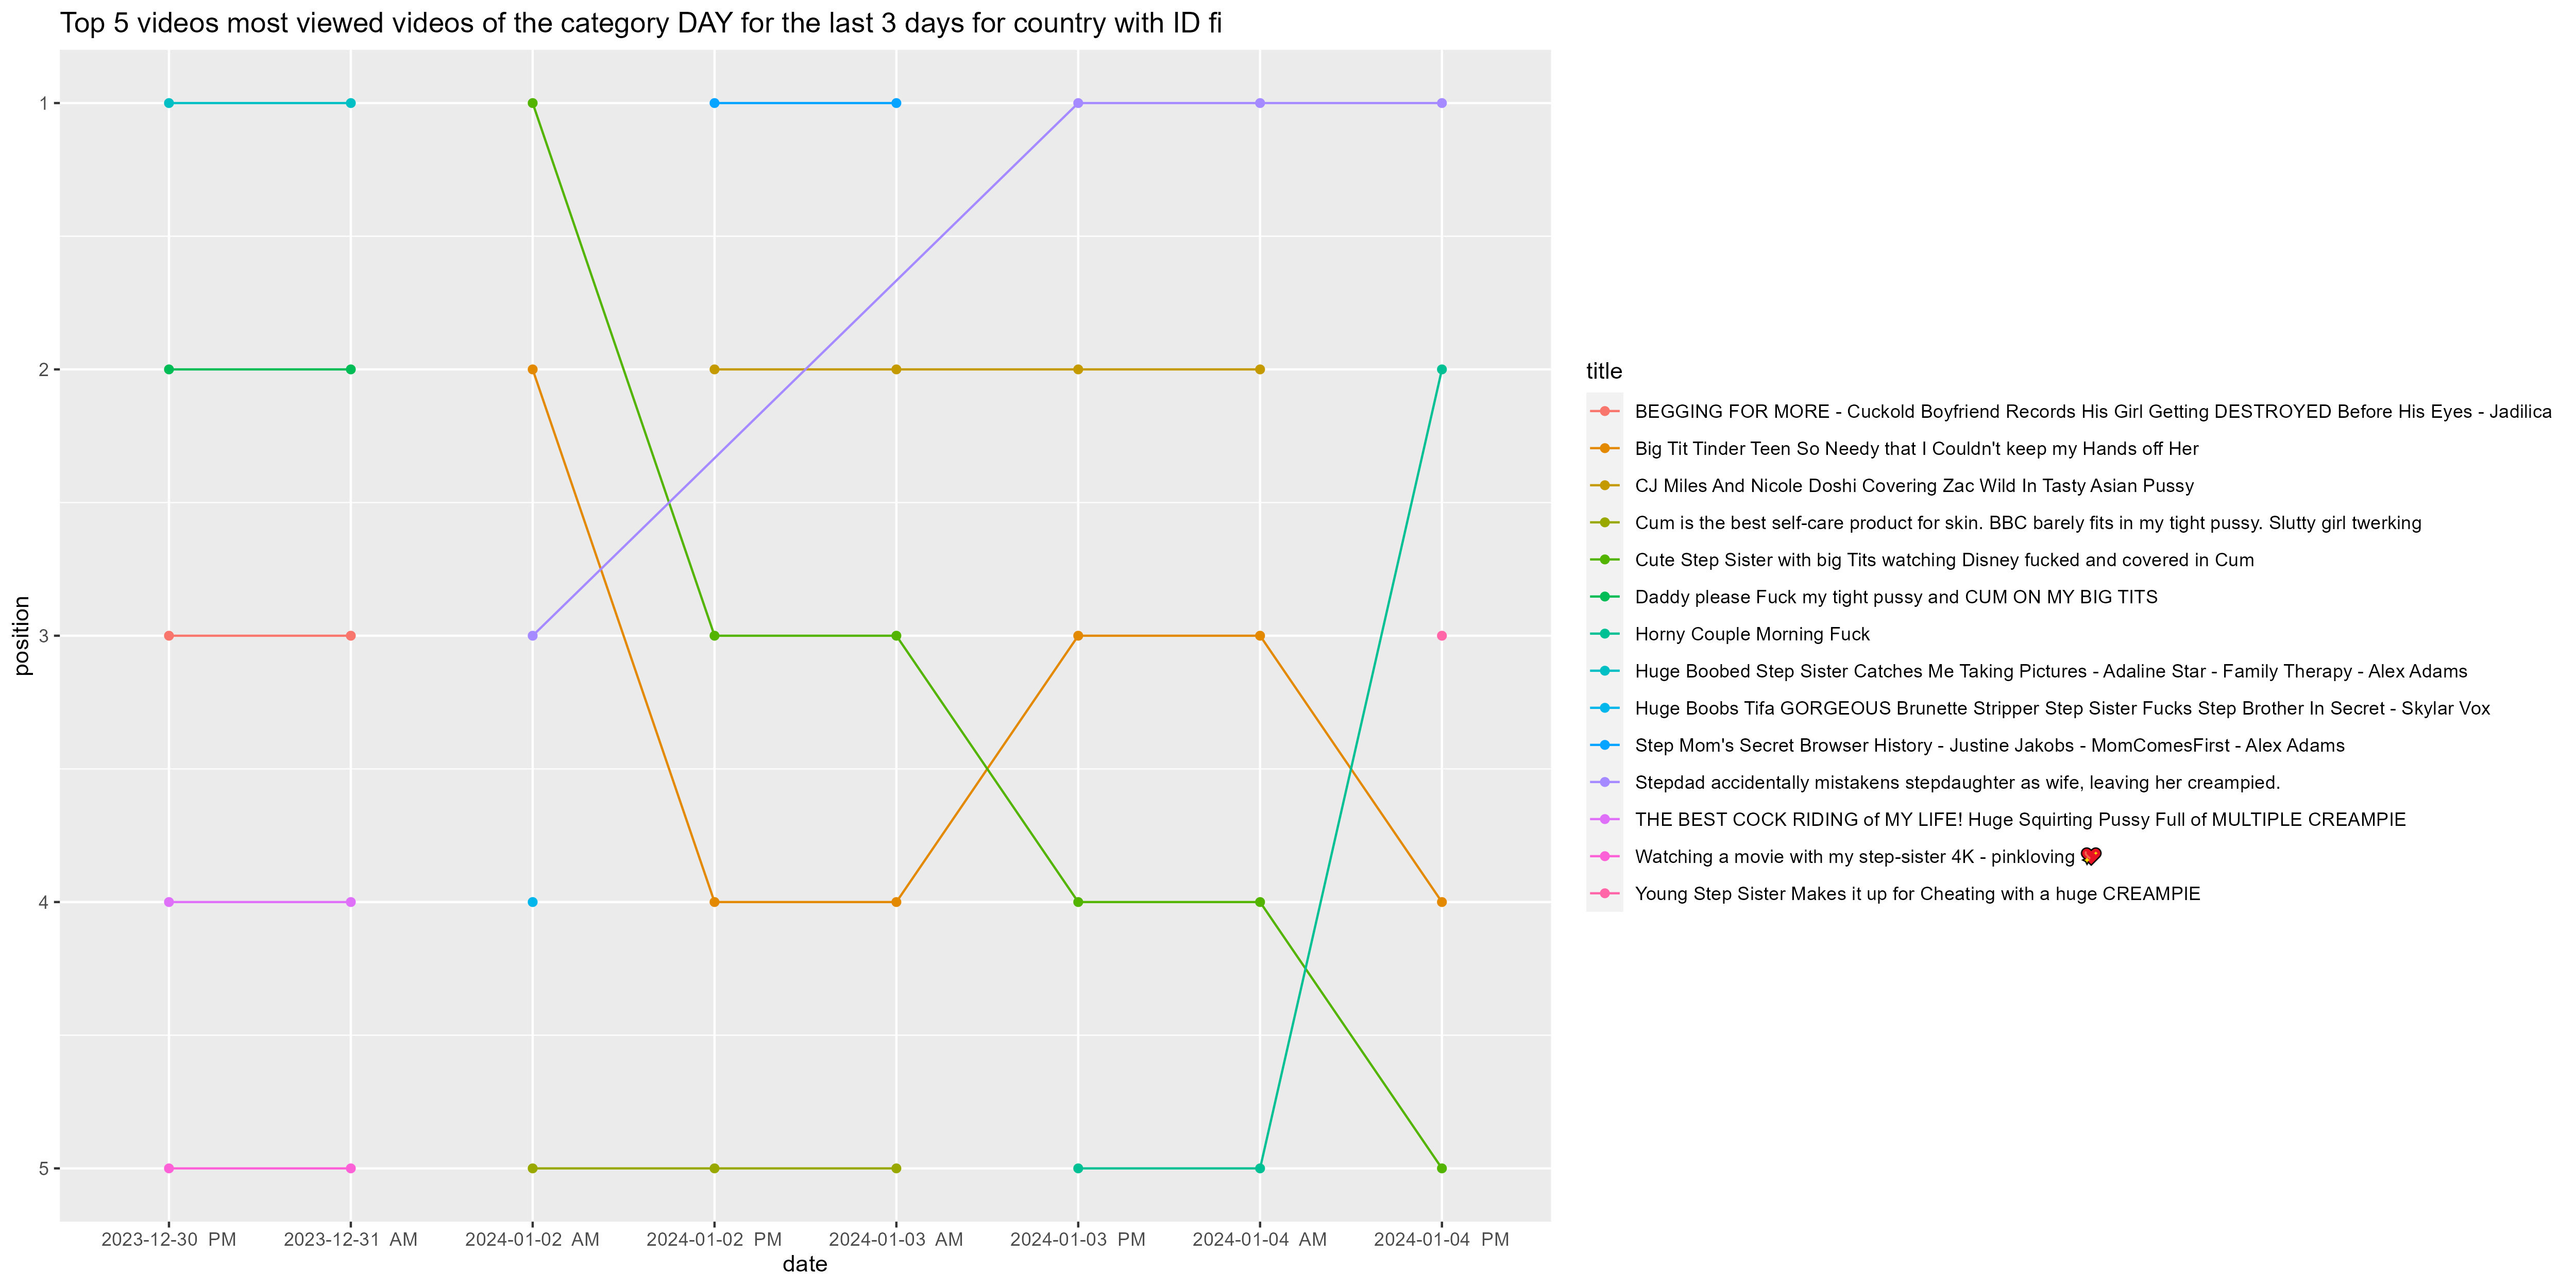 Top 5 videos most viewed videos of the category DAY for the last 3 days for country with ID fi
position
1
2
3
4
5
2023-12-30 PM
2023-12-31 AM
2024-01-02 AM
2024-01-02 PM
2024-01-03 AM
2024-01-03 PM
2024-01-04 AM
2024-01-04 PM
date
title
BEGGING FOR MORE - Cuckold Boyfriend Records His Girl Getting DESTROYED Before His Eyes - Jadilica
Big Tit Tinder Teen So Needy that I Couldn't keep my Hands off Her
CJ Miles And Nicole Doshi Covering Zac Wild In Tasty Asian Pussy
Cum is the best self-care product for skin. BBC barely fits in my tight pussy. Slutty girl twerking
Cute Step Sister with big Tits watching Disney fucked and covered in Cum
Daddy please Fuck my tight pussy and CUM ON MY BIG TITS
Horny Couple Morning Fuck
Huge Boobed Step Sister Catches Me Taking Pictures - Adaline Star - Family Therapy - Alex Adams
Huge Boobs Tifa GORGEOUS Brunette Stripper Step Sister Fucks Step Brother In Secret - Skylar Vox
Step Mom's Secret Browser History - Justine Jakobs - MomComesFirst - Alex Adams
Stepdad accidentally mistakens stepdaughter as wife, leaving her creampied.
THE BEST COCK RIDING of MY LIFE! Huge Squirting Pussy Full of MULTIPLE CREAMPIE
Watching a movie with my step-sister 4K - pinkloving 💖
Young Step Sister Makes it up for Cheating with a huge CREAMPIE